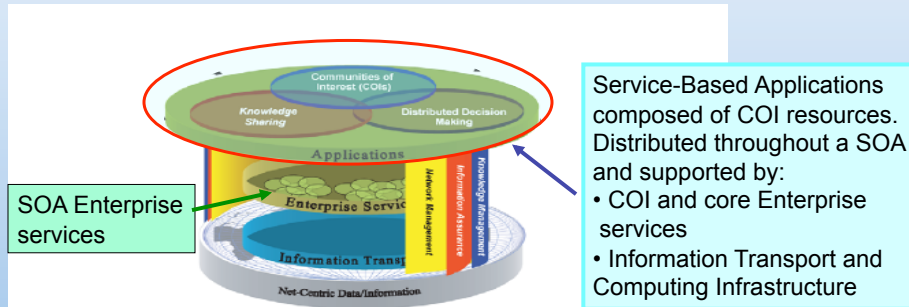 Communities of
Interest (COIs)
Knowledge
Sharing
Distributed Decision
Making
Applications
Enterprise Servic
Information Transp
Net-Centric Data/Information
Network Management
Information Assurance
Knowledge Management
SOA Enterprise
services
Service-Based Applications
composed of COI resources.
Distributed throughout a SOA
and supported by:
• COI and core Enterprise
services
• Information Transport and
Computing Infrastructure